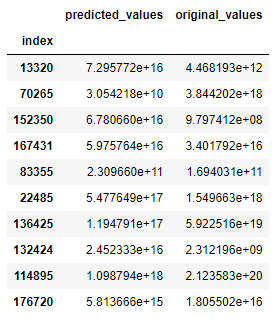 predicted_values original_values
index
13320 7.295772e+16 4.468193e+12
70265 3.054218e+10 3.844202e+18
152350 6.780660e+16 9.797412e+08
167431 5.975764e+16 3.401792e+16
83355 2.309660e+11 1.694031e+11
22485 5.477649e+17 1.549663e+18
136425 1.194791e+17 5.922516e+19
132424 2.452333e+16 2.312196e+09
114895 1.098794e+18 2.123583e+20
176720 5.813666e+15 1.805502e+16